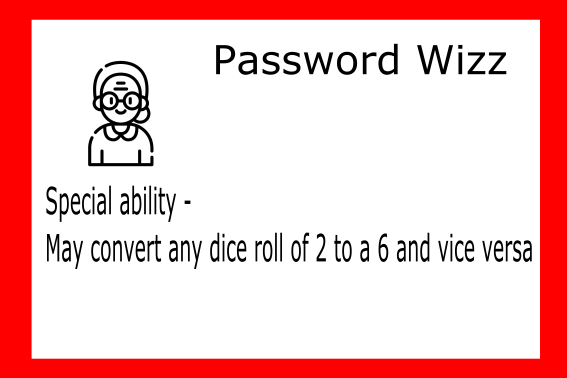 Password Wizz
Special ability -
May convert any dice roll of 2 to a 6 and vice versa